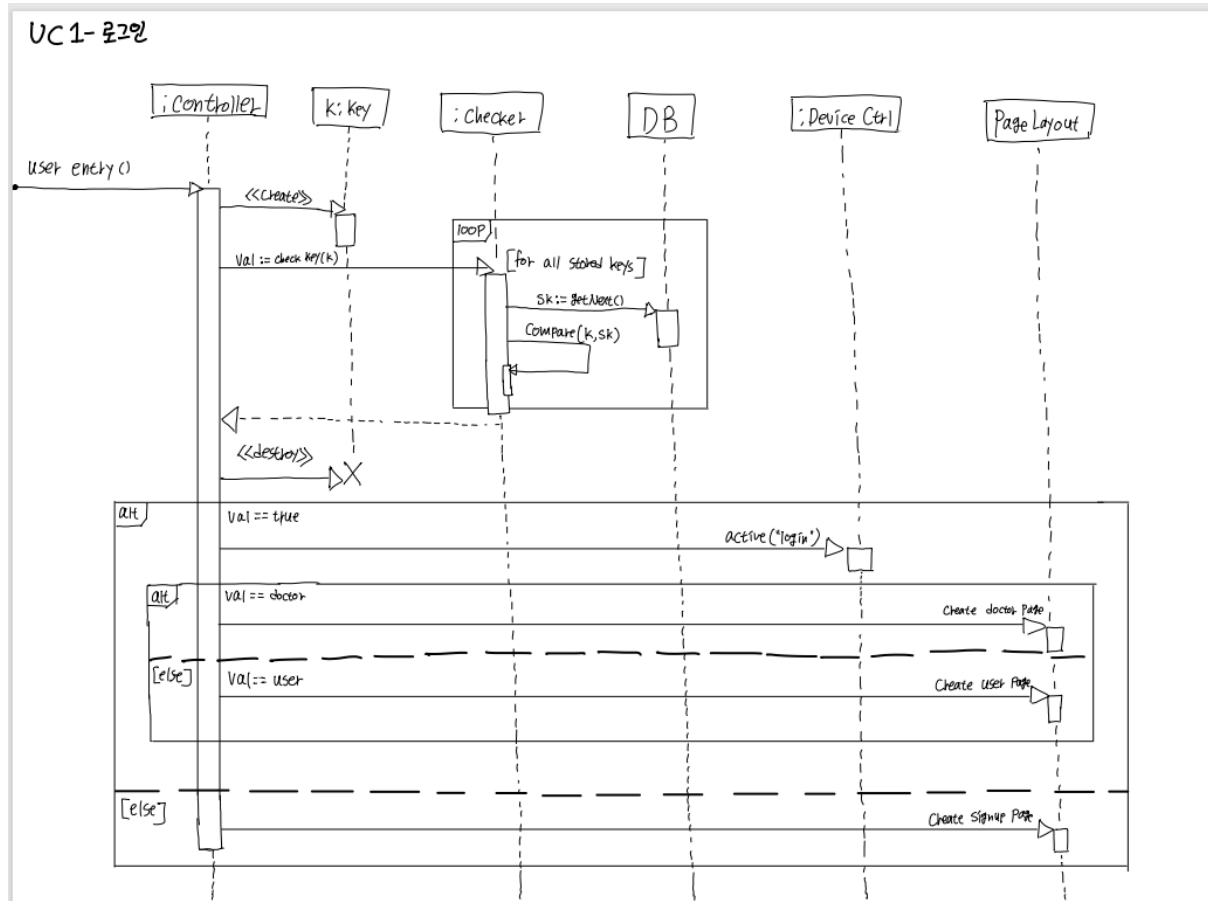 UC1-로그인
:Controller
k:key
:Checker
DB
:Device Ctrl
Page Layout
User entry()
<<Create>>
loop
Val := check key(k)
[for all stored keys]
Sk:= getNext()
Compare(k,sk)
<<destroy>>
alt
Val == true
active("login")
alt
Val == doctor
Create doctor Page
[else]
Val == user
Create user Page
[else]
Create Signup Page